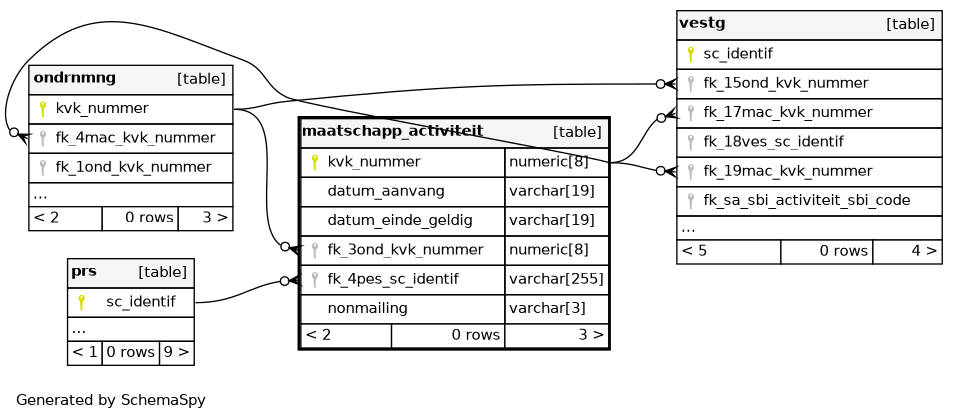 ondrnmng [table]
kvk_nummer
fk_4mac_kvk_nummer
fk_1ond_kvk_nummer
...
< 2 0 rows 3 >
prs [table]
sc_identif
...
< 1 0 rows 9 >
maatschapp_activiteit [table]
kvk_nummer numeric[8]
datum_aanvang varchar[19]
datum_einde_geldig varchar[19]
fk_3ond_kvk_nummer numeric[8]
fk_4pes_sc_identif varchar[255]
nonmailing varchar[3]
< 2 0 rows 3 >
vestg [table]
sc_identif
fk_15ond_kvk_nummer
fk_17mac_kvk_nummer
fk_18ves_sc_identif
fk_19mac_kvk_nummer
fk_sa_sbi_activiteit_sbi_code
...
< 5 0 rows 4 >
Generated by SchemaSpy